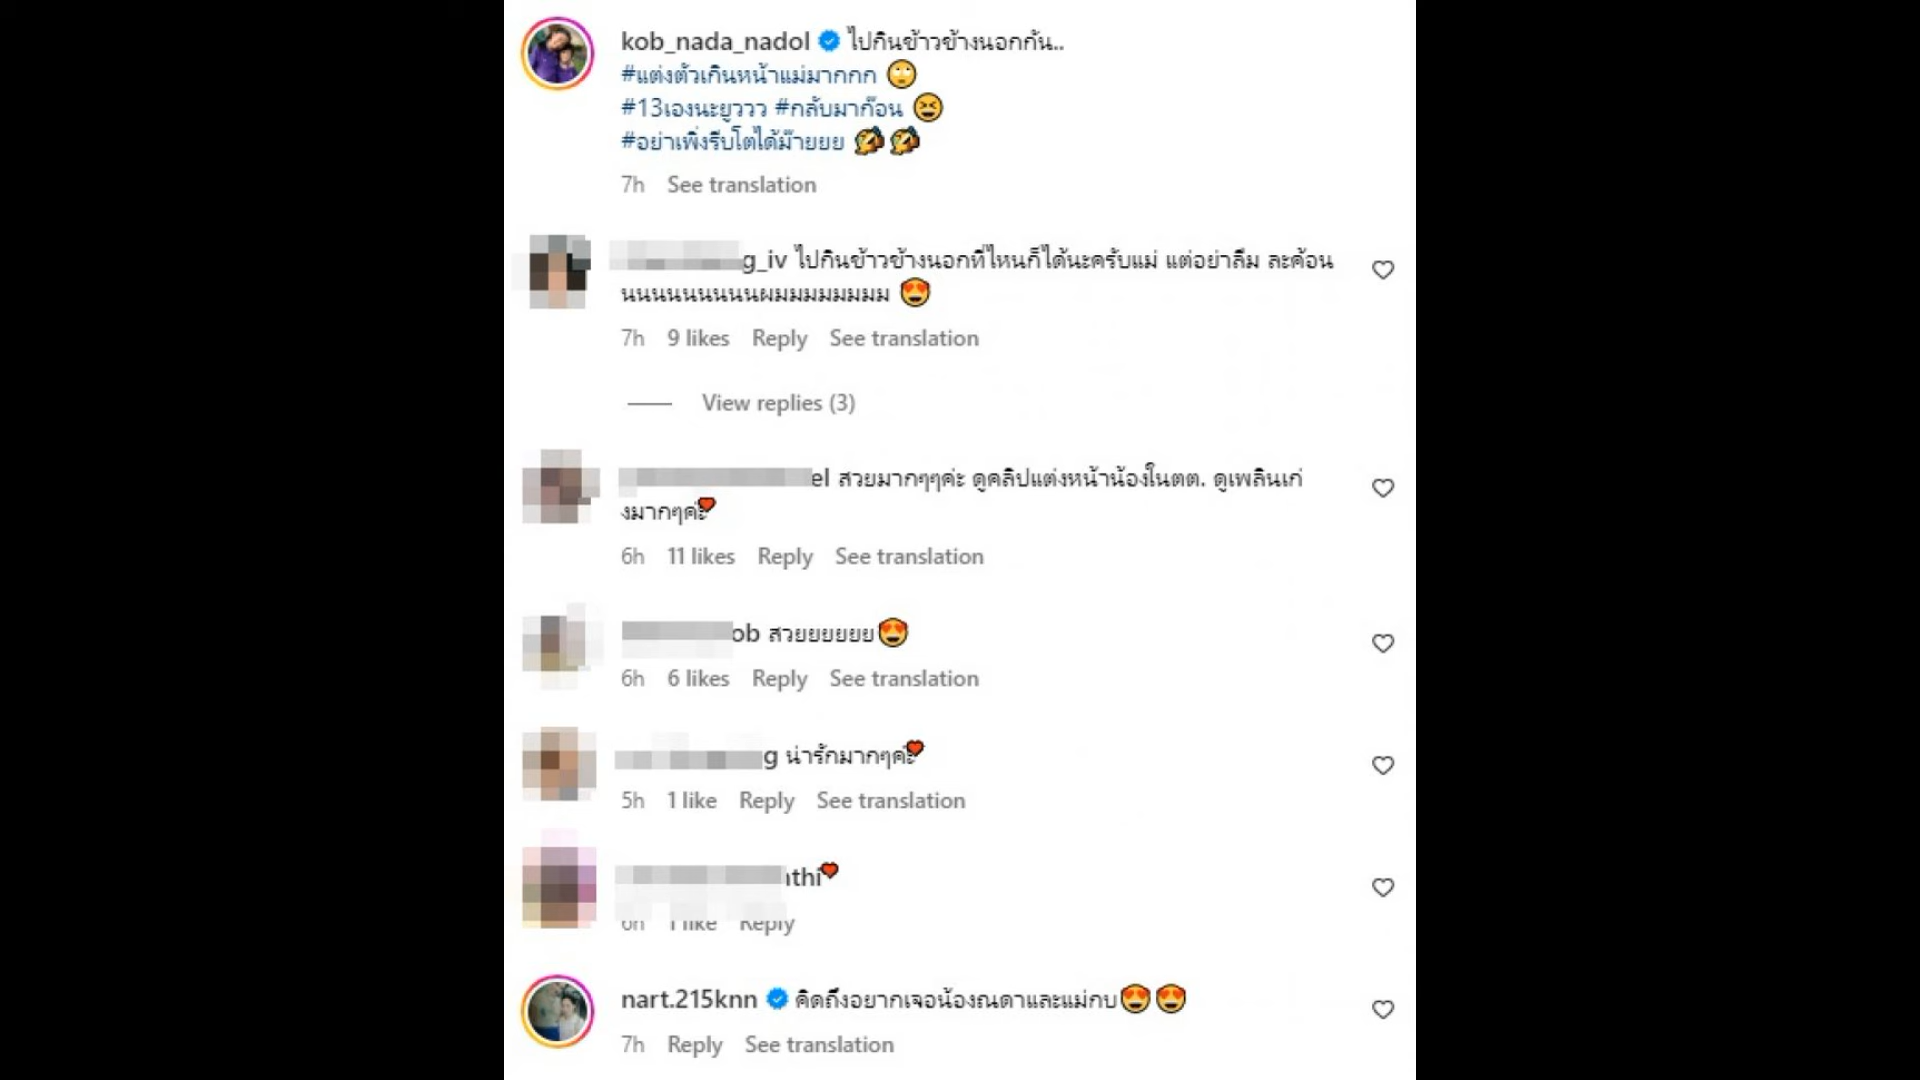 kob_nada_nadol ไปกินข้าวข้างนอกกัน..
#แต่งตัวเกินหน้าแม่มากกก 🙄
#13เองนะยูววว #กลับมาก๊อน 😆
#อย่าเพิ่งรีบโตได้ม๊ายยย 🤣🤣
7h See translation
g_iv ไปกินข้าวข้างนอกที่ไหนก็ได้นะครับแม่ แต่อย่าลืม ละค้อน
นนนนนนนนนผมมมมมมมม 😍
7h 9 likes Reply See translation
View replies (3)
el สวยมากๆๆค่ะ ดูคลิปแต่งหน้าน้องในตต. ดูเพลินเก่
งมากๆค่ะ❤
6h 11 likes Reply See translation
ob สวยยยยยย😍
6h 6 likes Reply See translation
g น่ารักมากๆค่ะ❤
5h 1 like Reply See translation
thi❤
6h 1 like Reply
nart.215knn คิดถึงอยากเจอน้องณดาและแม่กบ😍😍
7h Reply See translation